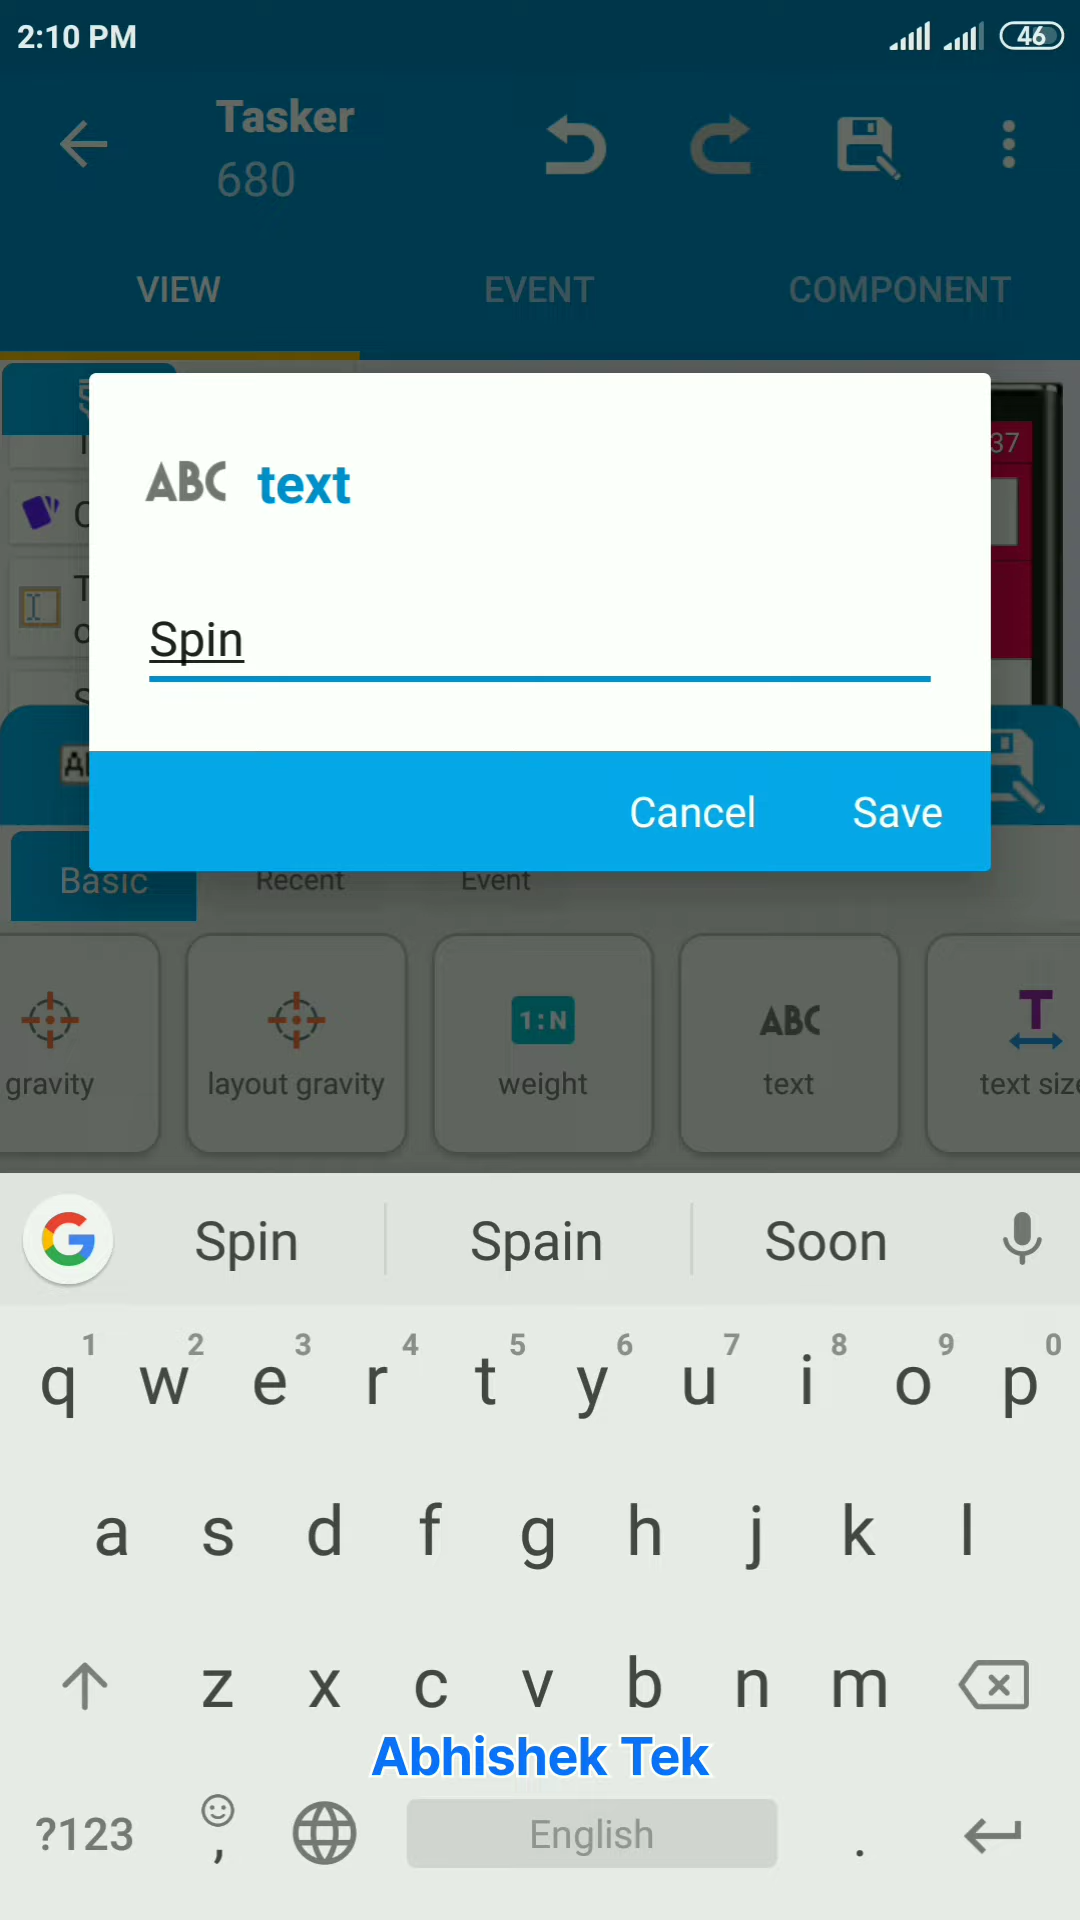 2:10 PM
46
Tasker
680
VIEW
EVENT
COMPONENT
37
ABC text
Spin
Cancel
Save
Basic
Recent
Event
1:N
ABC
T
gravity
layout gravity
weight
text
text size
G
Spin
Spain
Soon
1 2 3 4 5 6 7 8 9 0
q w e r t y u i o p
a s d f g h j k l
z x c v b n m
Abhishek Tek
?123
,
English
.